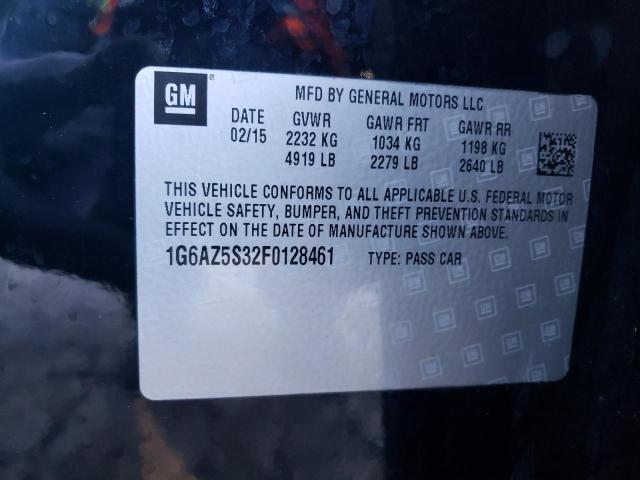 GM
MFD BY GENERAL MOTORS LLC
DATE GVWR GAWR FRT GAWR RR
02/15 2232 KG 1034 KG 1198 KG
4919 LB 2279 LB 2640 LB
THIS VEHICLE CONFORMS TO ALL APPLICABLE U.S. FEDERAL MOTOR
VEHICLE SAFETY, BUMPER, AND THEFT PREVENTION STANDARDS IN
EFFECT ON THE DATE OF MANUFACTURE SHOWN ABOVE.
1G6AZ5S32F0128461 TYPE: PASS CAR